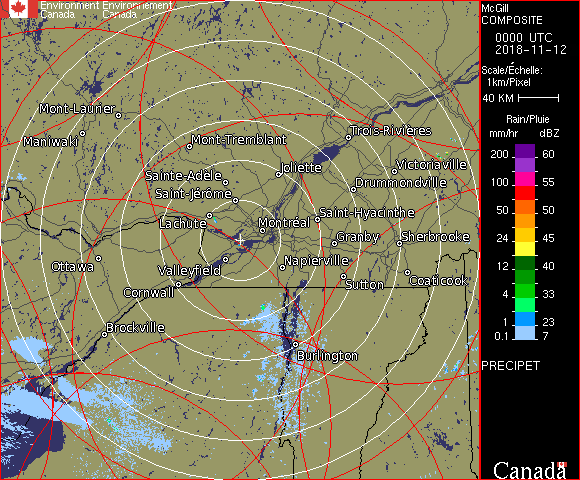 Environment Environnement
Canada Canada
McGill
COMPOSITE
0000 UTC
2018-11-12
Scale/Échelle:
1km/Pixel
40 KM
Rain/Pluie
mm/hr dBZ
200 60
100 55
50 50
24 45
12 40
4 33
1 23
0.1 7
PRECIPET
Canada
Mont-Laurier
Maniwaki
Mont-Tremblant
Trois-Rivières
Sainte-Adèle
Joliette
Victoriaville
Saint-Jérôme
Drummondville
Lachute
Montréal
Saint-Hyacinthe
Granby
Sherbrooke
Ottawa
Valleyfield
Napierville
Cornwall
Sutton
Coaticook
Brockville
Burlington